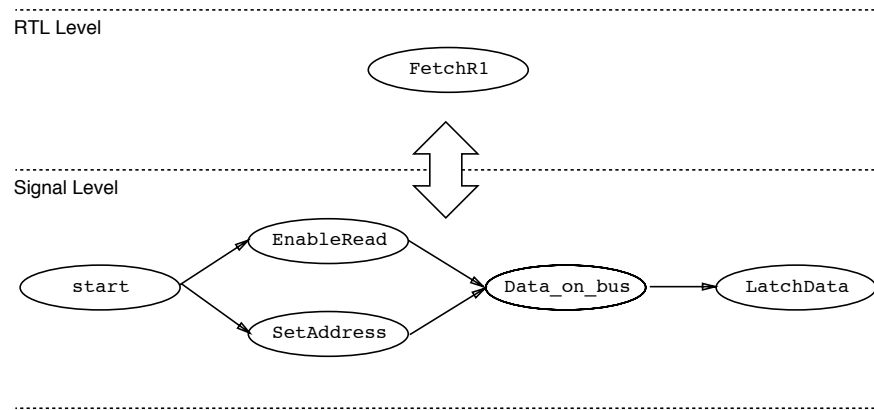 RTL Level
FetchR1
Signal Level
EnableRead
start
Data_on_bus
LatchData
SetAddress